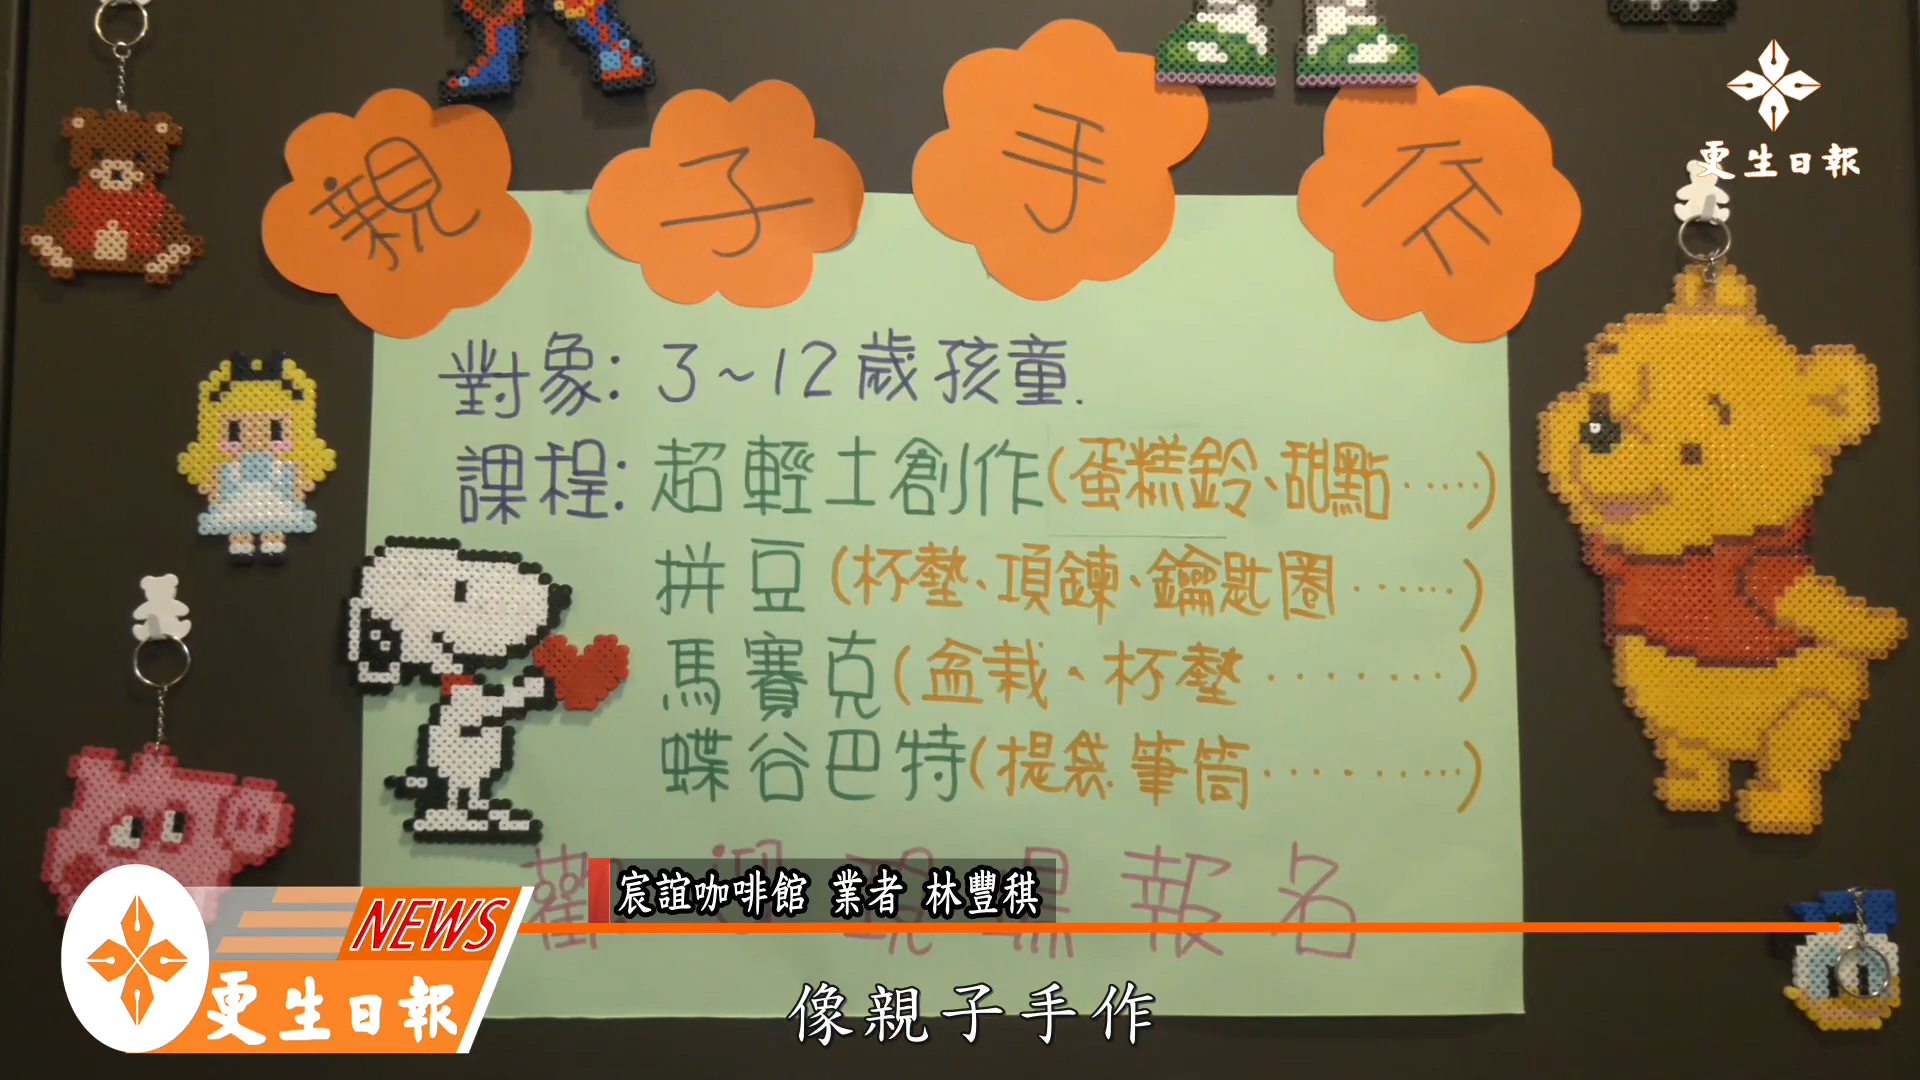 更生日報
親子手作
對象:3~12歲孩童.
課程:超輕土創作(蛋糕鈴、甜點……)
拼豆(杯墊、項鍊、鑰匙圈……)
馬賽克(盆栽、杯墊………)
蝶谷巴特(提袋.筆筒………)
報名
宸誼咖啡館 業者 林豐稘
NEWS
更生日報
像親子手作